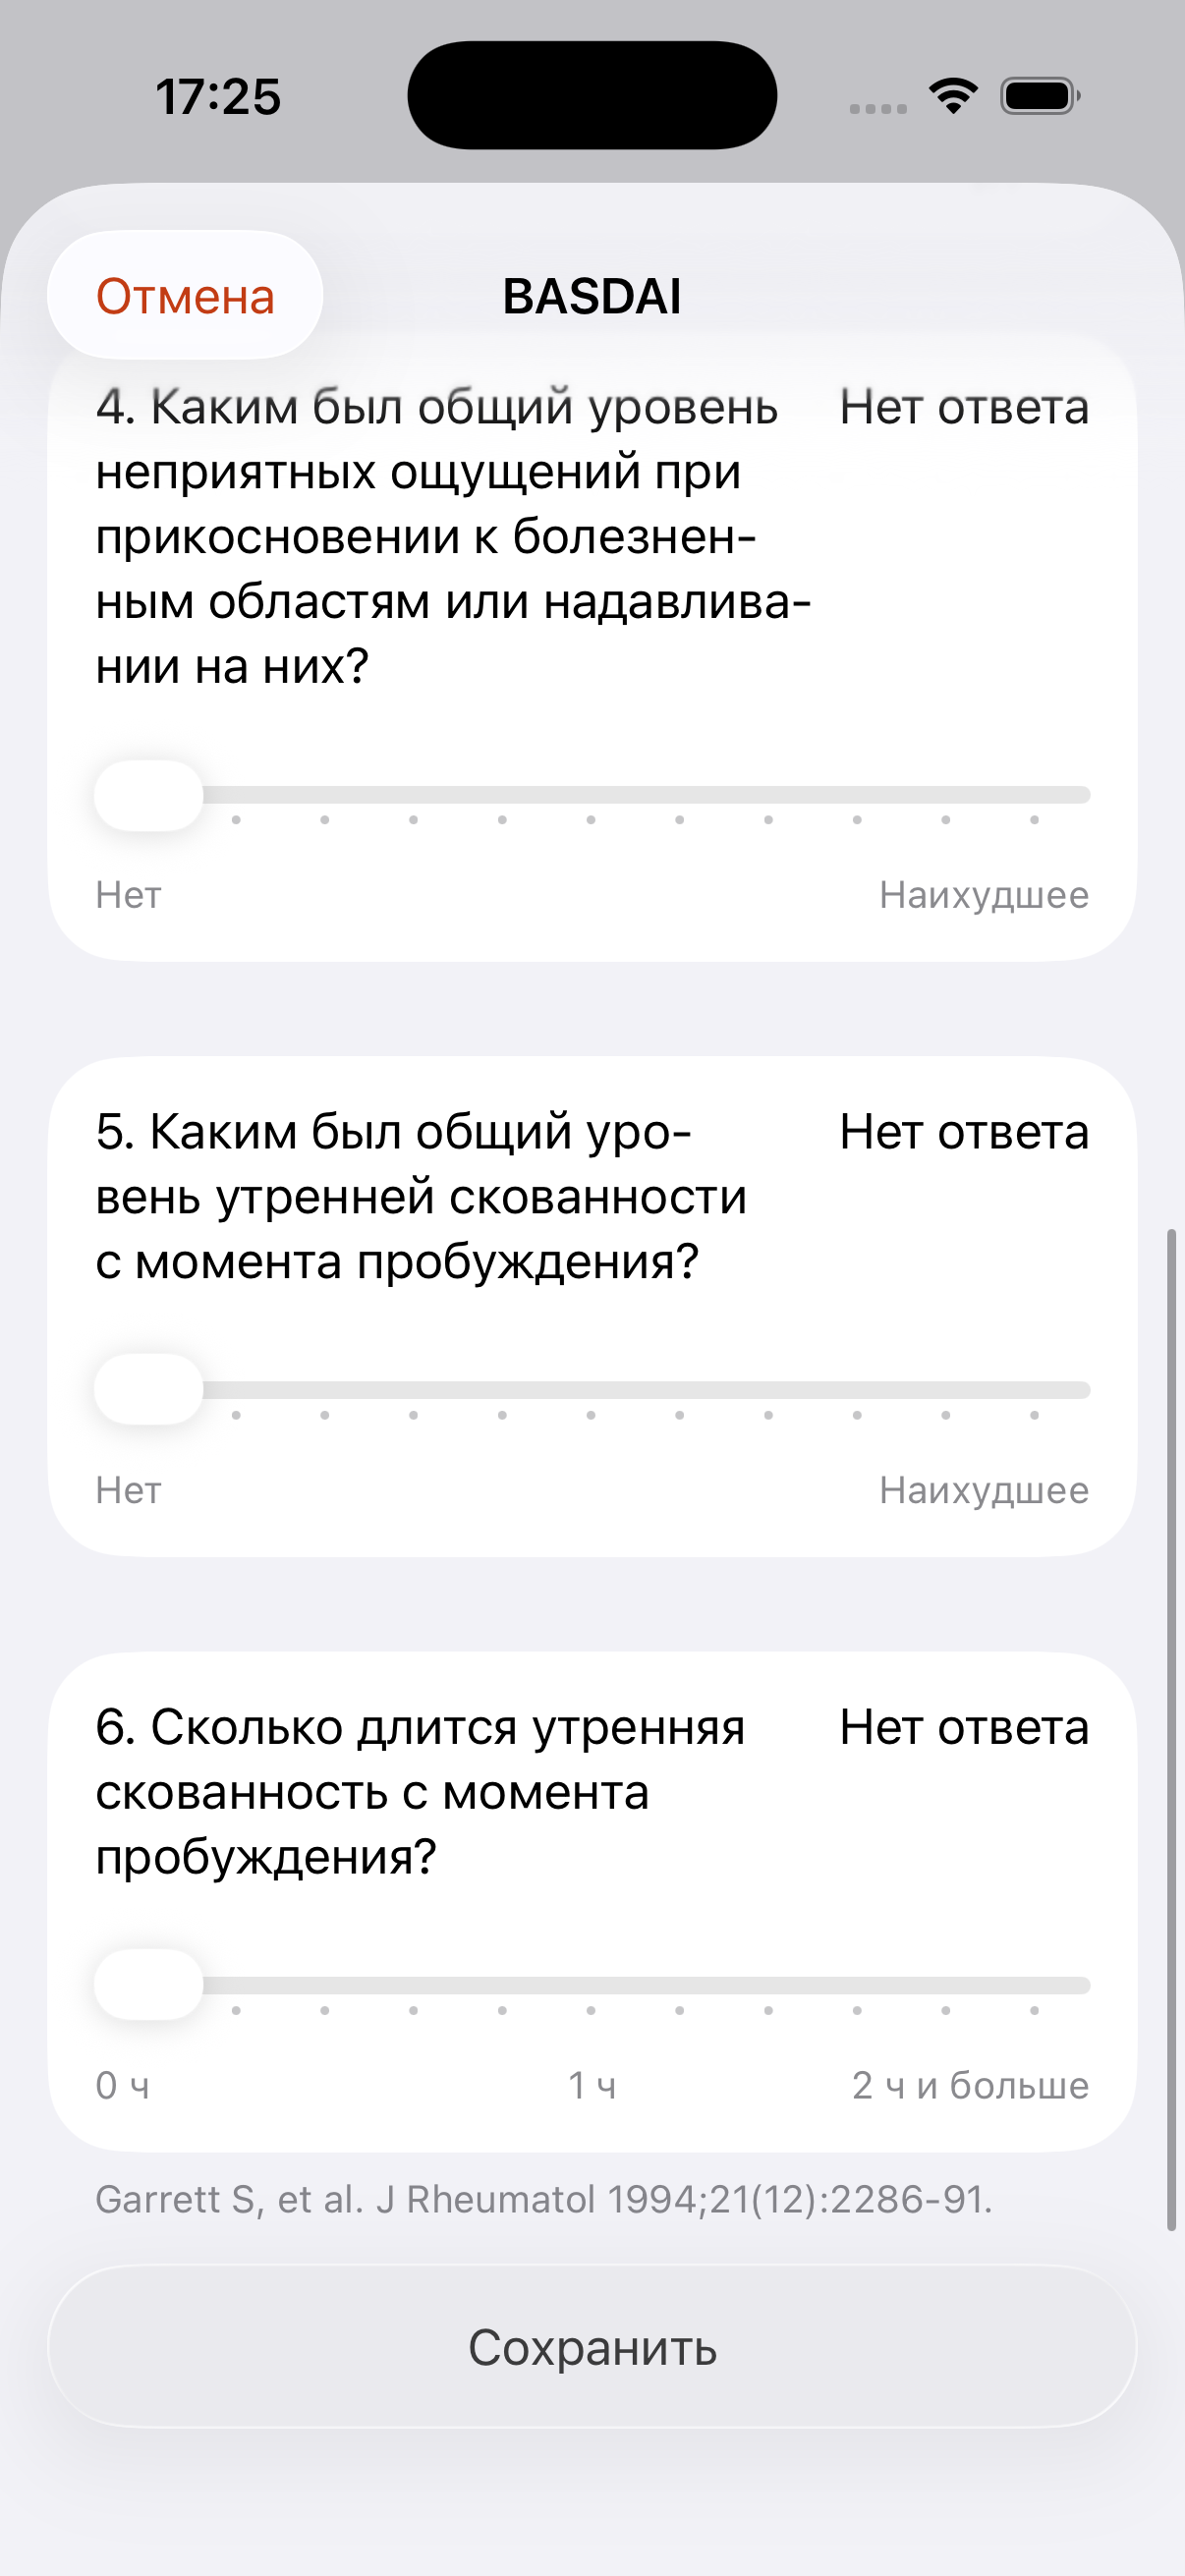 17:25
Отмена
BASDAI
4. Каким был общий уровень
Нет ответа
неприятных ощущений при
прикосновении к болезнен-
ным областям или надавлива-
нии на них?
Нет
Наихудшее
5. Каким был общий уро-
Нет ответа
вень утренней скованности
с момента пробуждения?
Нет
Наихудшее
6. Сколько длится утренняя
Нет ответа
скованность с момента
пробуждения?
0 ч
1 ч
2 ч и больше
Garrett S, et al. J Rheumatol 1994;21(12):2286-91.
Сохранить